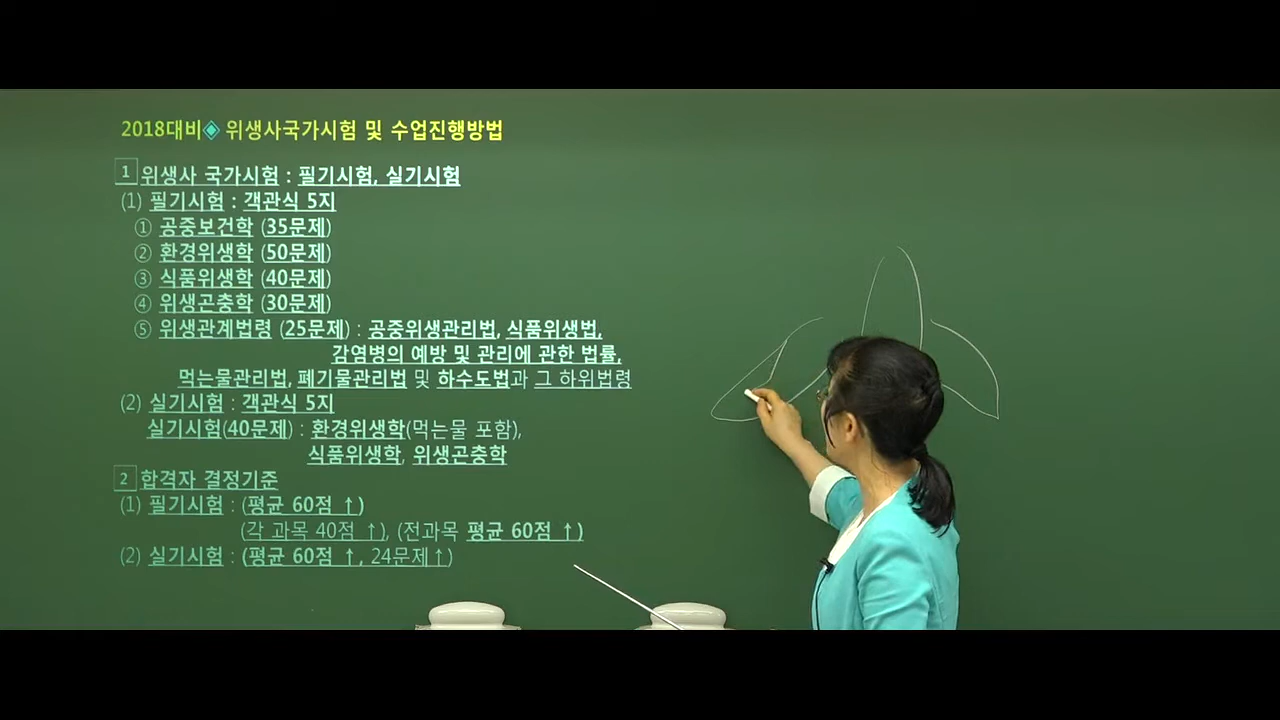 2018대비◈ 위생사국가시험 및 수업진행방법
1 위생사 국가시험 : 필기시험, 실기시험
(1) 필기시험 : 객관식 5지
① 공중보건학 (35문제)
② 환경위생학 (50문제)
③ 식품위생학 (40문제)
④ 위생곤충학 (30문제)
⑤ 위생관계법령 (25문제) : 공중위생관리법, 식품위생법,
감염병의 예방 및 관리에 관한 법률,
먹는물관리법, 폐기물관리법 및 하수도법과 그 하위법령
(2) 실기시험 : 객관식 5지
실기시험(40문제) : 환경위생학(먹는물 포함),
식품위생학, 위생곤충학
2 합격자 결정기준
(1) 필기시험 : (평균 60점 ↑)
(각 과목 40점 ↑), (전과목 평균 60점 ↑)
(2) 실기시험 : (평균 60점 ↑, 24문제↑)